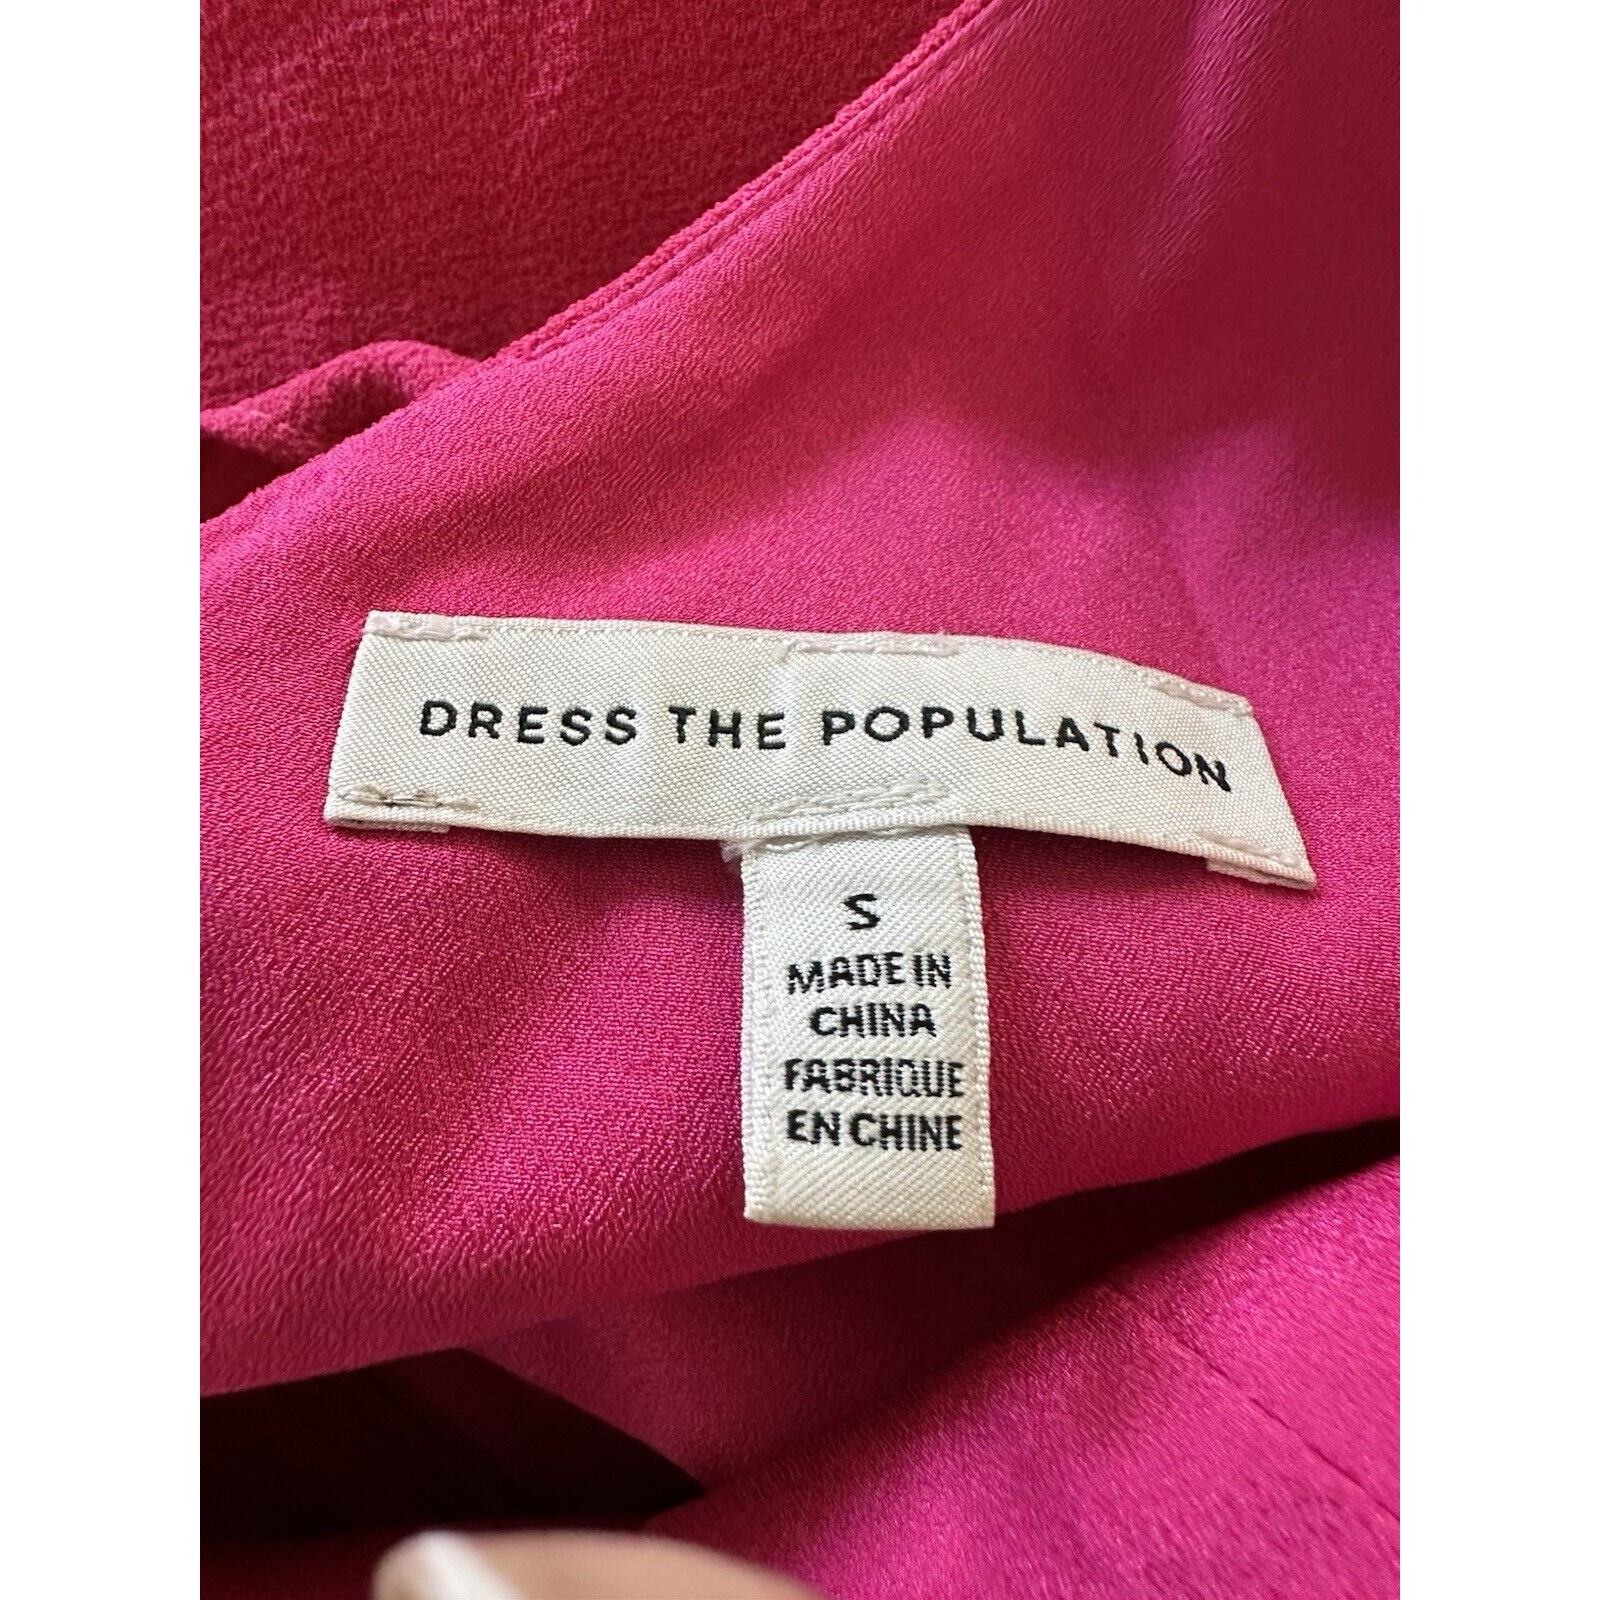 DRESS THE POPULATION
S
MADE IN
CHINA
FABRIQUE
EN CHINE